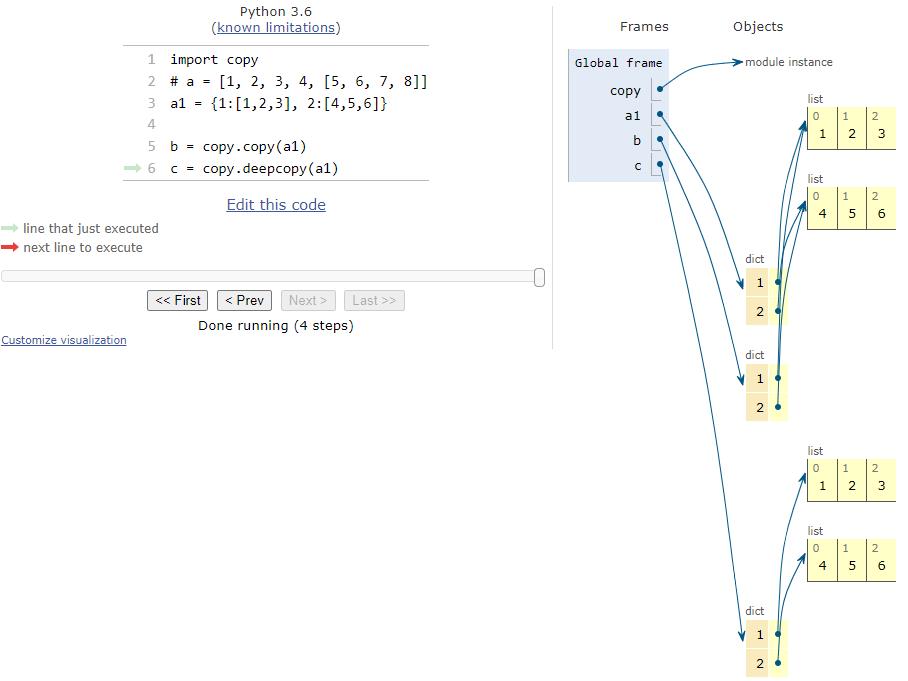 Python 3.6
(known limitations)
1 import copy
2 # a = [1, 2, 3, 4, [5, 6, 7, 8]]
3 a1 = {1:[1,2,3], 2:[4,5,6]}
4
5 b = copy.copy(a1)
6 c = copy.deepcopy(a1)
Edit this code
line that just executed
next line to execute
<< First < Prev Next > Last >>
Done running (4 steps)
Customize visualization
Frames Objects
Global frame
copy
a1
b
c
module instance
list
0 1 2
1 2 3
list
0 1 2
4 5 6
dict
1
2
dict
1
2
list
0 1 2
1 2 3
list
0 1 2
4 5 6
dict
1
2